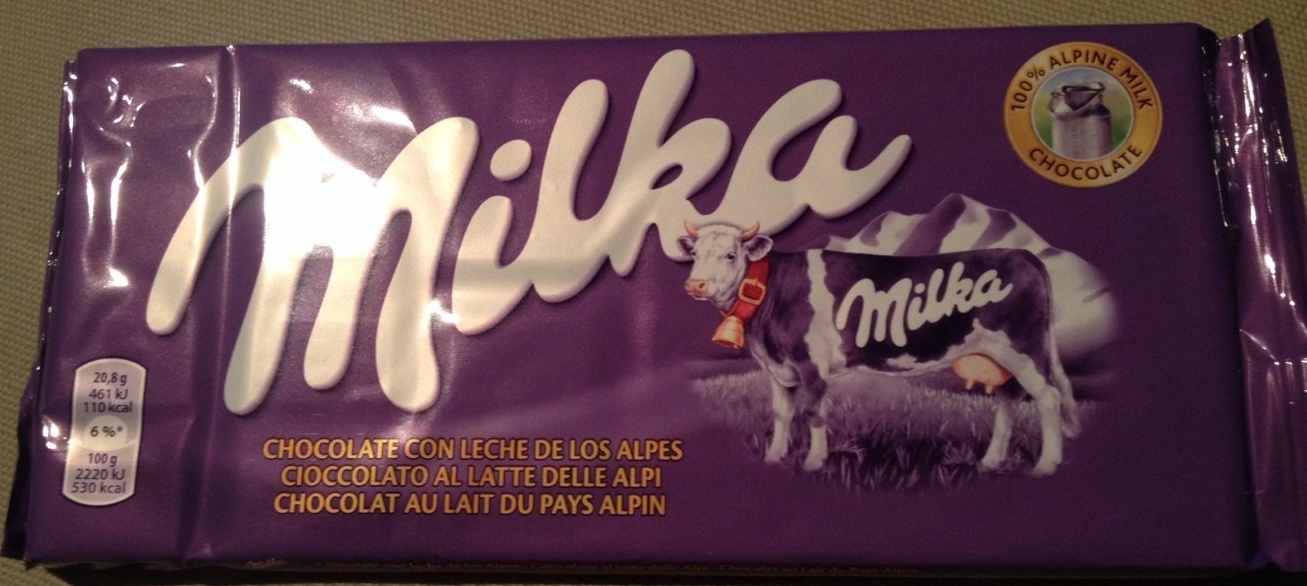 Milka
100% ALPINE MILK
CHOCOLATE
Milka
20,8 g
461 kJ
110 kcal
6 %*
100 g
2220 kJ
530 kcal
CHOCOLATE CON LECHE DE LOS ALPES
CIOCCOLATO AL LATTE DELLE ALPI
CHOCOLAT AU LAIT DU PAYS ALPIN